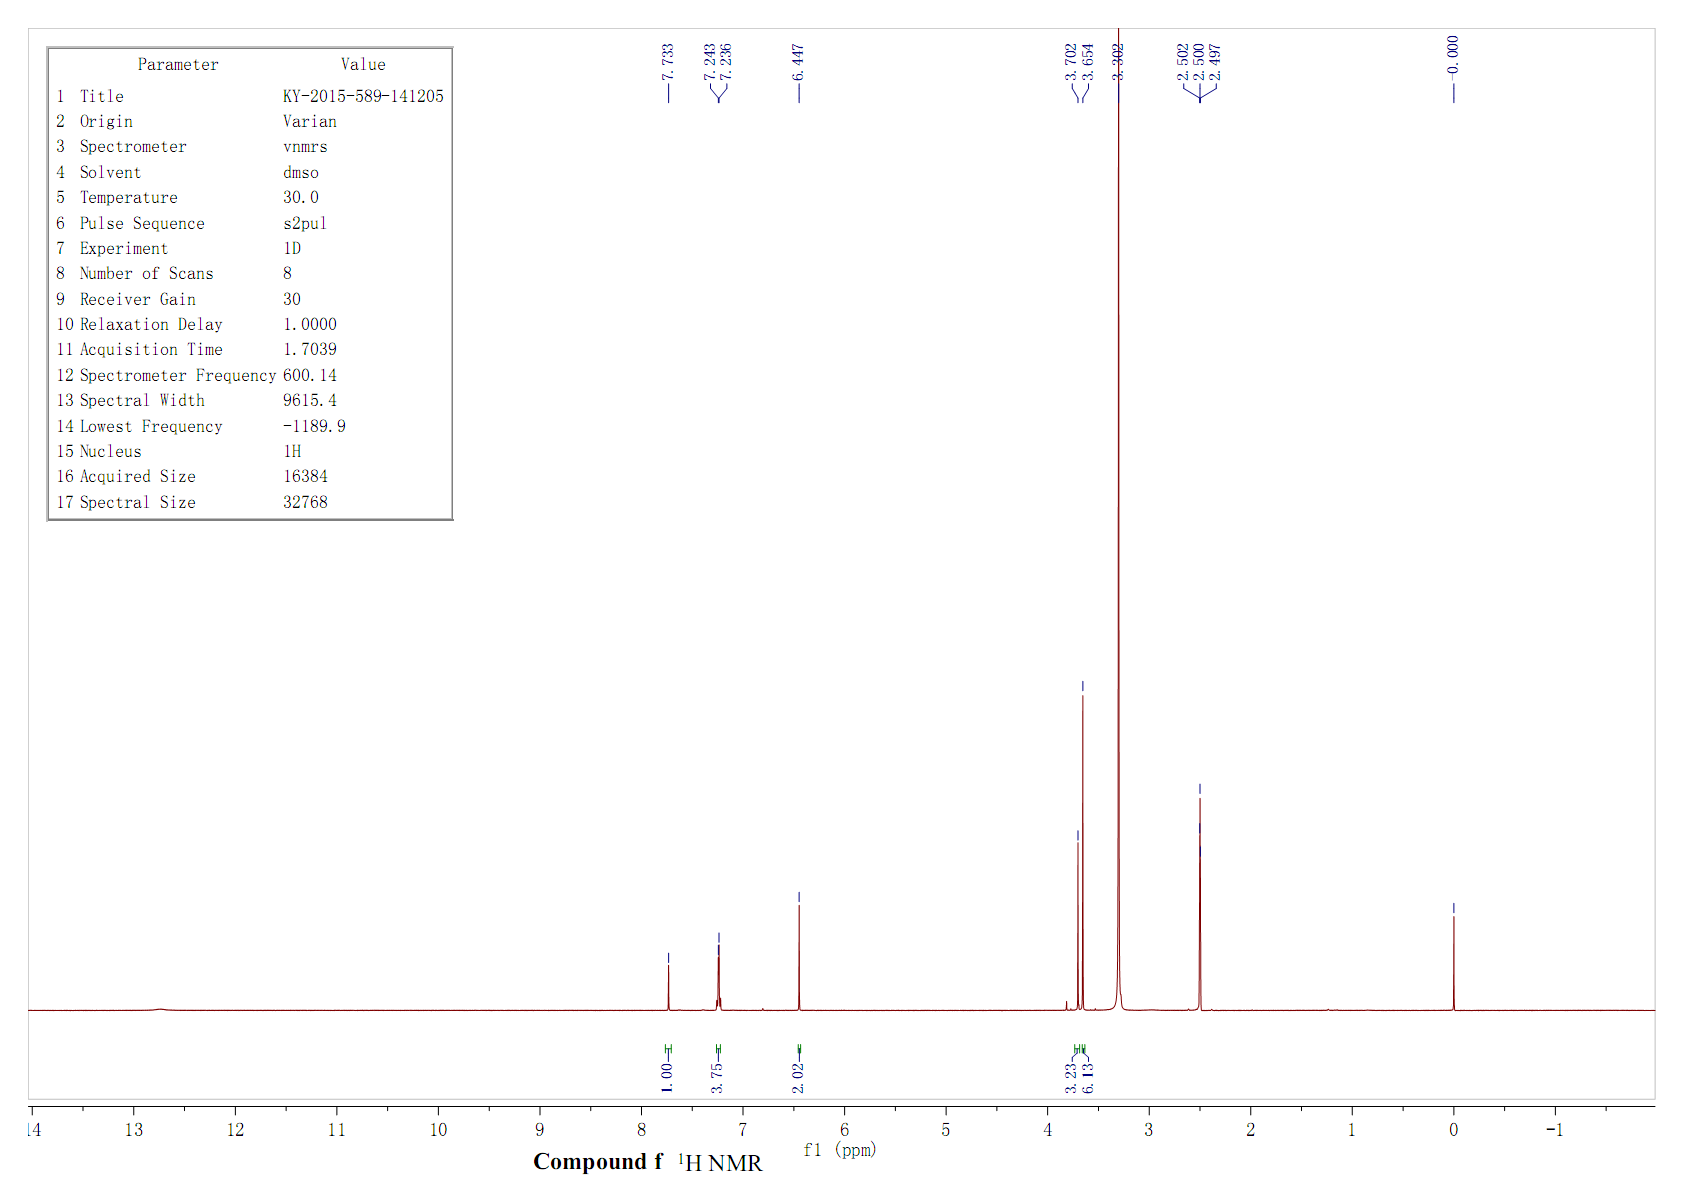 Parameter Value
1 Title KY-2015-589-141205
2 Origin Varian
3 Spectrometer vnmrs
4 Solvent dmso
5 Temperature 30.0
6 Pulse Sequence s2pul
7 Experiment 1D
8 Number of Scans 8
9 Receiver Gain 30
10 Relaxation Delay 1.0000
11 Acquisition Time 1.7039
12 Spectrometer Frequency 600.14
13 Spectral Width 9615.4
14 Lowest Frequency -1189.9
15 Nucleus 1H
16 Acquired Size 16384
17 Spectral Size 32768
7.733
7.243
7.236
6.447
3.702
3.654
3.302
2.502
2.500
2.497
-0.000
1.00
3.75
2.02
3.23
6.13
14 13 12 11 10 9 8 7 6 5 4 3 2 1 0 -1
f1 (ppm)
Compound f ¹H NMR